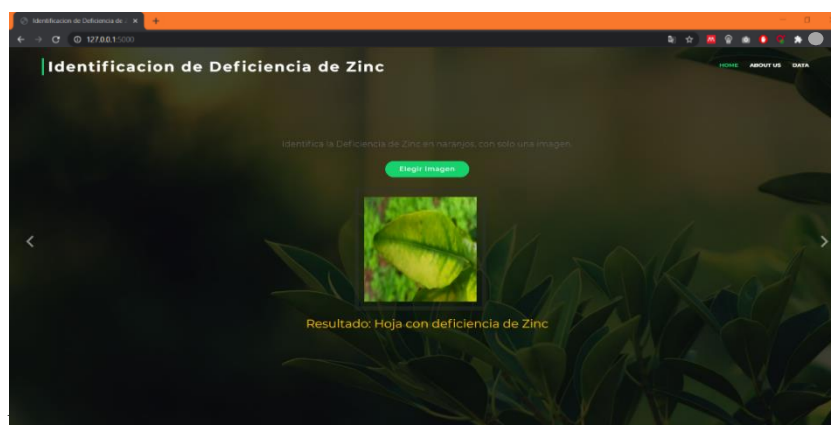 Identificacion de Deficiencia de ...
127.0.0.1:5000
Identificacion de Deficiencia de Zinc
HOME ABOUT US DATA
Identifica la Deficiencia de Zinc en naranjos, con solo una imagen
Elegir Imagen
Resultado: Hoja con deficiencia de Zinc